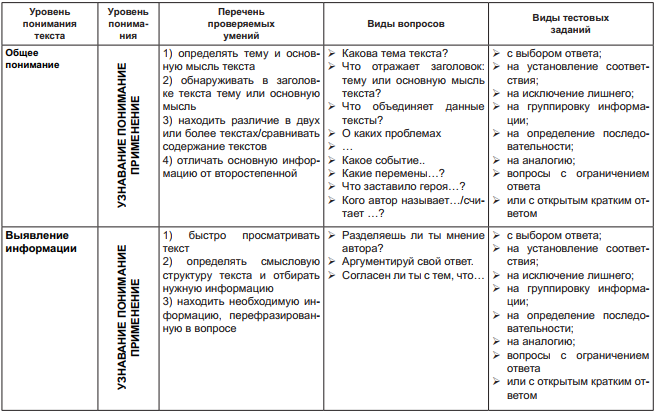 Уровень
понимания
текста
Уровень
понима-
ния
Перечень
проверяемых
умений
Виды вопросов
Виды тестовых
заданий
Общее
понимание
УЗНАВАНИЕ ПОНИМАНИЕ
ПРИМЕНЕНИЕ
1) определять тему и основ-
ную мысль текста
2) обнаруживать в заголов-
ке текста тему или основную
мысль
3) находить различие в двух
или более текстах/сравнивать
содержание текстов
4) отличать основную инфор-
мацию от второстепенной
➢ Какова тема текста?
➢ Что отражает заголовок:
тему или основную мысль
текста?
➢ Что объединяет данные
тексты?
➢ О каких проблемах
➢ …
➢ Какое событие..
➢ Какие перемены…?
➢ Что заставило героя…?
➢ Кого автор называет…/счи-
тает …?
➢ с выбором ответа;
➢ на установление соответ-
ствия;
➢ на исключение лишнего;
➢ на группировку информа-
ции;
➢ на определение последо-
вательности;
➢ на аналогию;
➢ вопросы с ограничением
ответа
➢ или с открытым кратким от-
ветом
Выявление
информации
УЗНАВАНИЕ ПОНИМАНИЕ
ПРИМЕНЕНИЕ
1) быстро просматривать
текст
2) определять смысловую
структуру текста и отбирать
нужную информацию
3) находить необходимую ин-
формацию, перефразирован-
ную в вопросе
➢ Разделяешь ли ты мнение
автора?
➢ Аргументируй свой ответ.
➢ Согласен ли ты с тем, что…
➢ с выбором ответа;
➢ на установление соответ-
ствия;
➢ на исключение лишнего;
➢ на группировку информа-
ции;
➢ на определение последо-
вательности;
➢ на аналогию;
➢ вопросы с ограничением
ответа
➢ или с открытым кратким от-
ветом